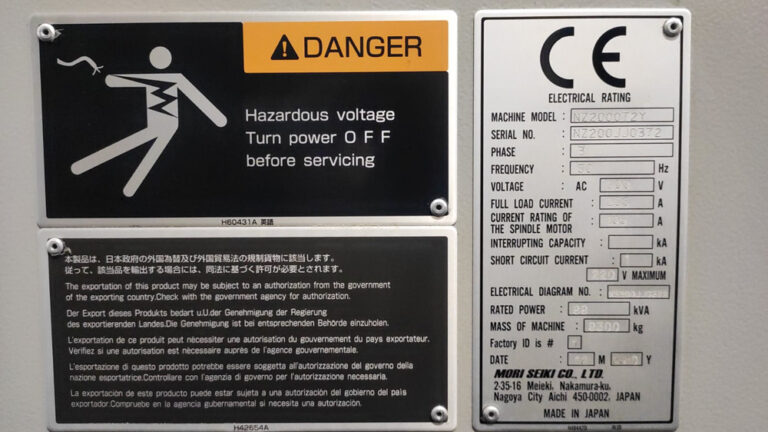 DANGER
Hazardous voltage
Turn power OFF
before servicing
H60431A 英語
本製品は、日本政府の外国為替及び外国貿易法の規制貨物に該当します。
従って、該当品を輸出する場合には、同法に基づく許可が必要とされます。
The exportation of this product may be subject to an authorization from the government
of the exporting country.Check with the government agency for authorization.
Der Export dieses Produkts bedart u.U.der Genehmigung der Regierung
des exportierenden Landes.Die Genehmigung ist bei entsprechenden Behörde einzuholen.
L'exportation de ce produit peut nécessiter une autorisation du gouvernement du pays exportateur.
Vérifiez si une autorisation est nécessaire auprès de l'agence gouvernementale.
L'esportazione di questo prodotto potrebbe essere soggetta all'autorizzazione del governo della
nazione esportatrice.Controllare con l'agenzia di governo per l'autorizzazione necessaria.
La exportación de este producto puede estar sujeta a una autorización del gobierno del país
exportador.Compruebe en la agencia gubernamental si necesita una autorización.
H42654A
CE
ELECTRICAL RATING
MACHINE MODEL : NZ2000T2Y
SERIAL NO. : NZ200JJ0372
PHASE : 3
FREQUENCY : Hz
VOLTAGE : AC V
FULL LOAD CURRENT : A
CURRENT RATING OF
THE SPINDLE MOTOR : A
INTERRUPTING CAPACITY : kA
SHORT CIRCUIT CURRENT : kA
220 V MAXIMUM
ELECTRICAL DIAGRAM NO. :
RATED POWER : kVA
MASS OF MACHINE : kg
Factory ID is #
DATE M Y
MORI SEIKI CO., LTD.
2-35-16 Meieki, Nakamura-ku,
Nagoya City Aichi 450-0002, JAPAN
MADE IN JAPAN